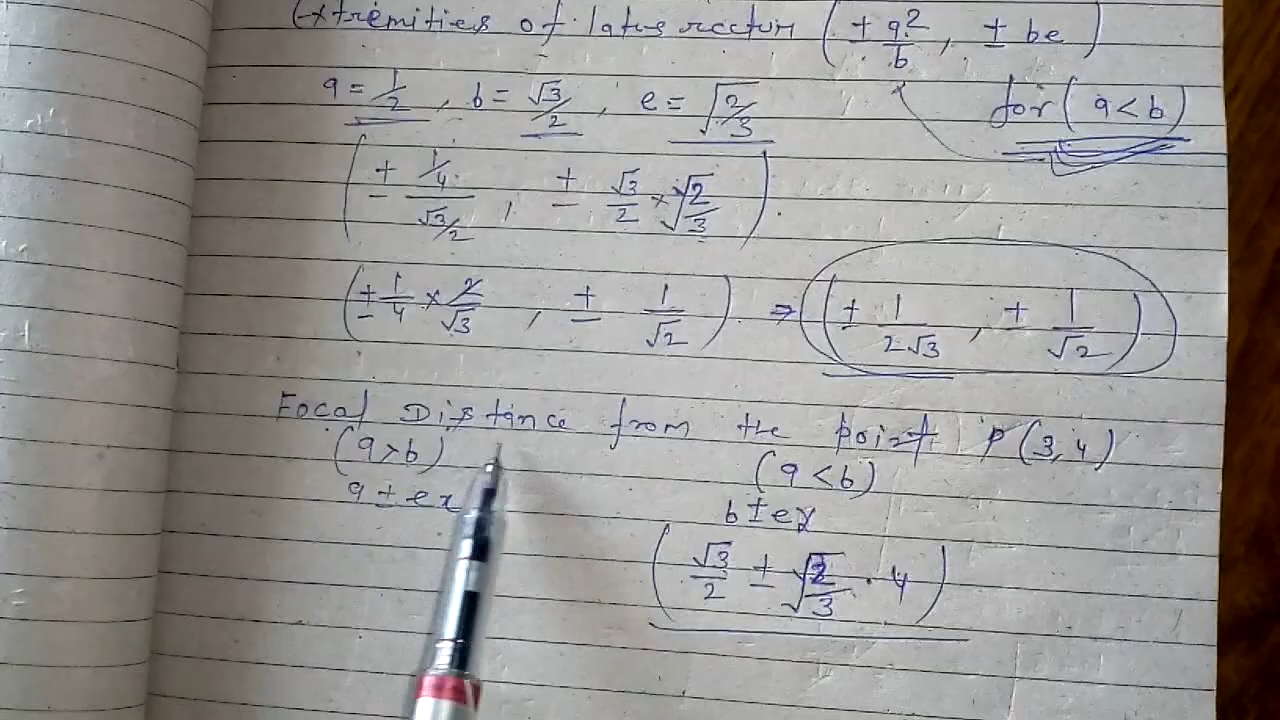 Extremities of latus rectum (± a²/b, ± be)
a = 1/2, b = √3/2, e = √2/3 for (a<b)
(± 1/4 / √3/2, ± √3/2 × √2/3).
(± 1/4 × 2/√3, ± 1/√2) ⇒ (± 1/2√3, ± 1/√2)
Focal Distance from the point P(3,4)
(a>b) (a<b)
a ± ex b ± ey
(√3/2 ± √2/3 · 4)